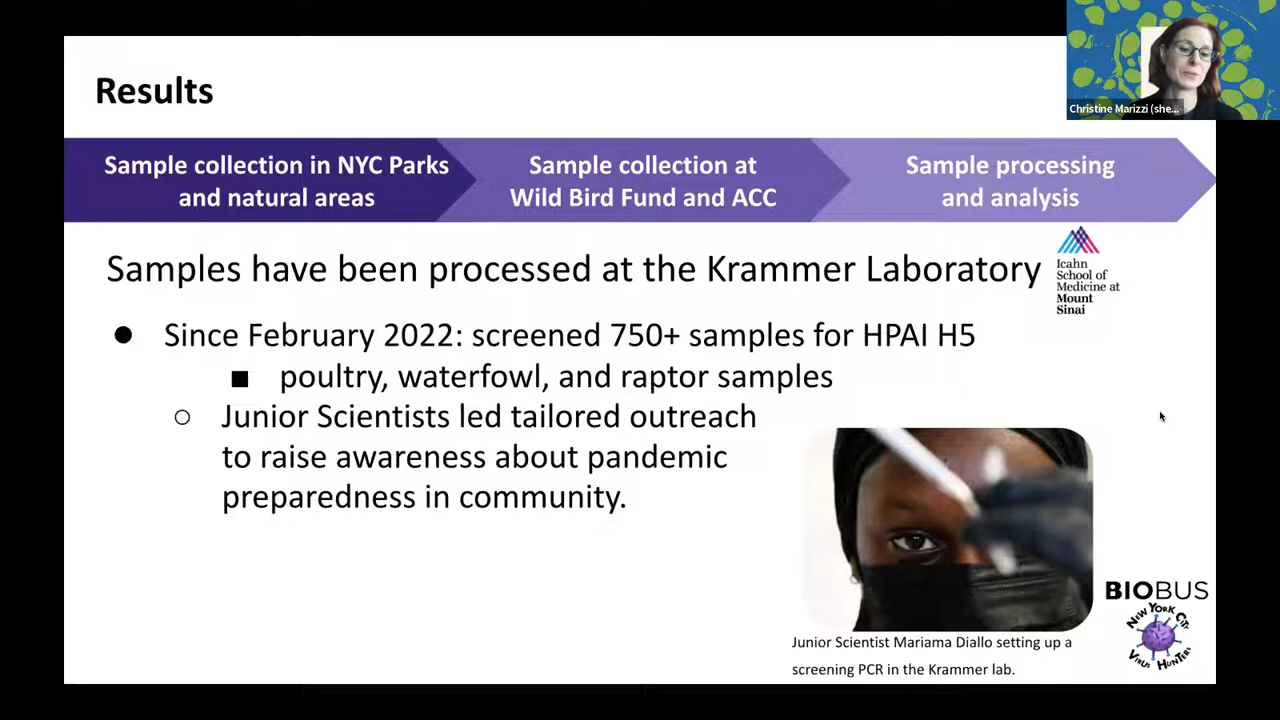 Results
Christine Marizzi (she...
Sample collection in NYC Parks
and natural areas
Sample collection at
Wild Bird Fund and ACC
Sample processing
and analysis
Samples have been processed at the Krammer Laboratory
Icahn
School of
Medicine at
Mount
Sinai
● Since February 2022: screened 750+ samples for HPAI H5
■ poultry, waterfowl, and raptor samples
○ Junior Scientists led tailored outreach
to raise awareness about pandemic
preparedness in community.
Junior Scientist Mariama Diallo setting up a
screening PCR in the Krammer lab.
BIOBUS
NEW YORK CITY
VIRUS HUNTERS